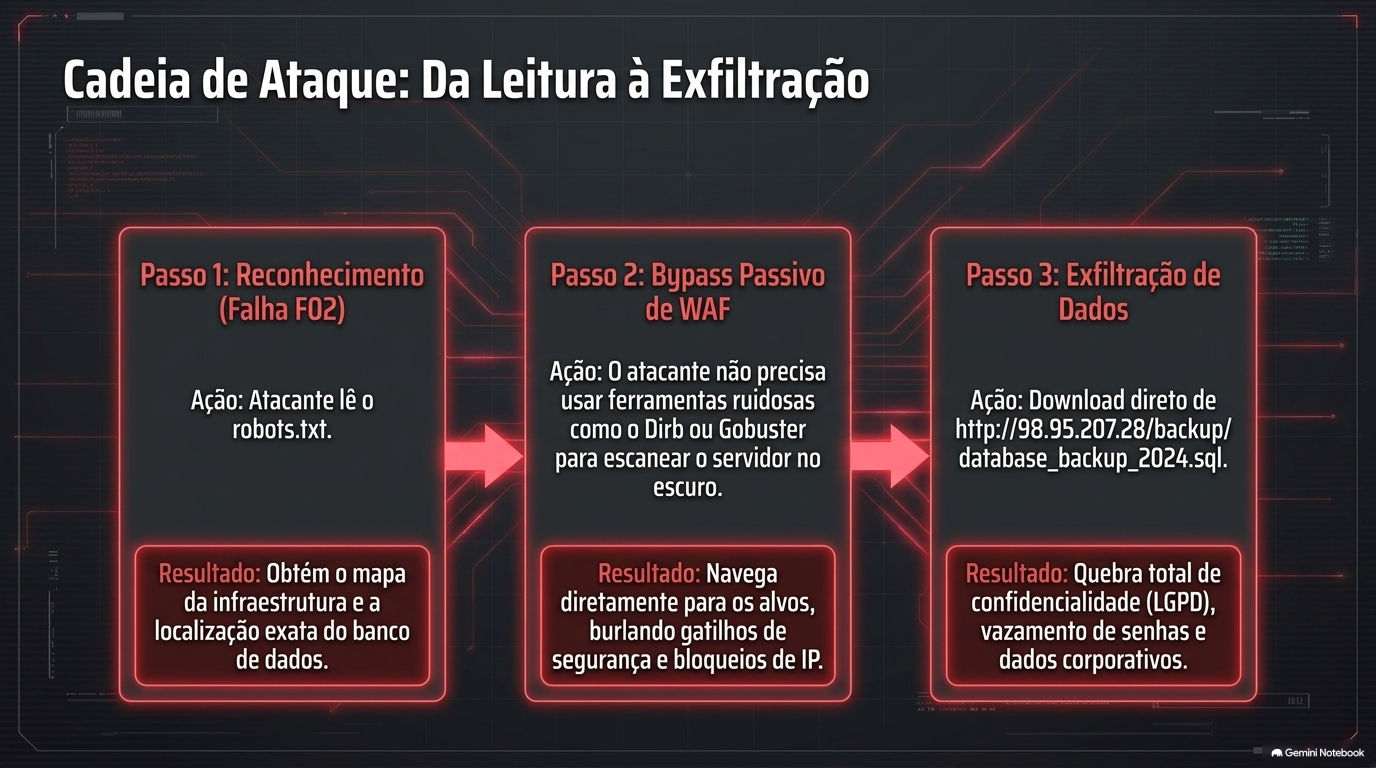 Cadeia de Ataque: Da Leitura à Exfiltração
Passo 1: Reconhecimento
(Falha F02)
Ação: Atacante lê o
robots.txt.
Resultado: Obtém o mapa
da infraestrutura e a
localização exata do banco
de dados.
Passo 2: Bypass Passivo
de WAF
Ação: O atacante não precisa
usar ferramentas ruidosas
como o Dirb ou Gobuster
para escanear o servidor no
escuro.
Resultado: Navega
diretamente para os alvos,
burlando gatilhos de
segurança e bloqueios de IP.
Passo 3: Exfiltração de
Dados
Ação: Download direto de
http://98.95.207.28/backup/
database_backup_2024.sql.
Resultado: Quebra total de
confidencialidade (LGPD),
vazamento de senhas e
dados corporativos.
Gemini Notebook